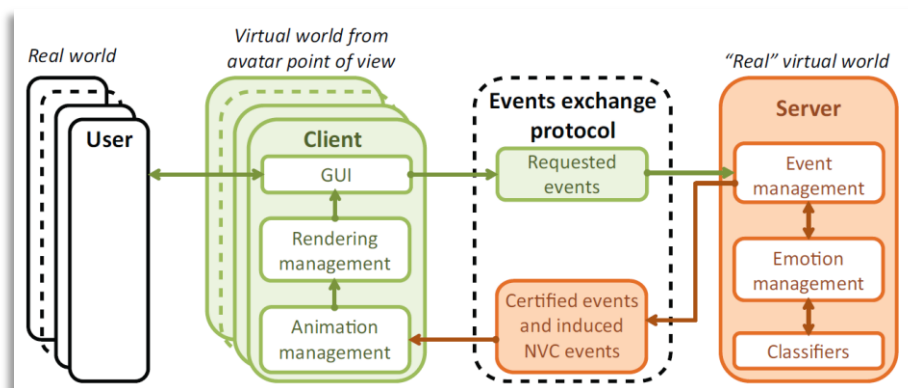 Real world
Virtual world from
avatar point of view
"Real" virtual world
User
Client
GUI
Rendering
management
Animation
management
Events exchange
protocol
Requested
events
Certified events
and induced
NVC events
Server
Event
management
Emotion
management
Classifiers